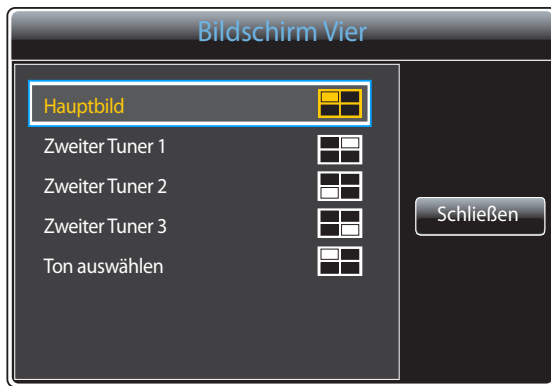 Bildschirm Vier
Hauptbild
Zweiter Tuner 1
Zweiter Tuner 2
Zweiter Tuner 3
Ton auswählen
Schließen